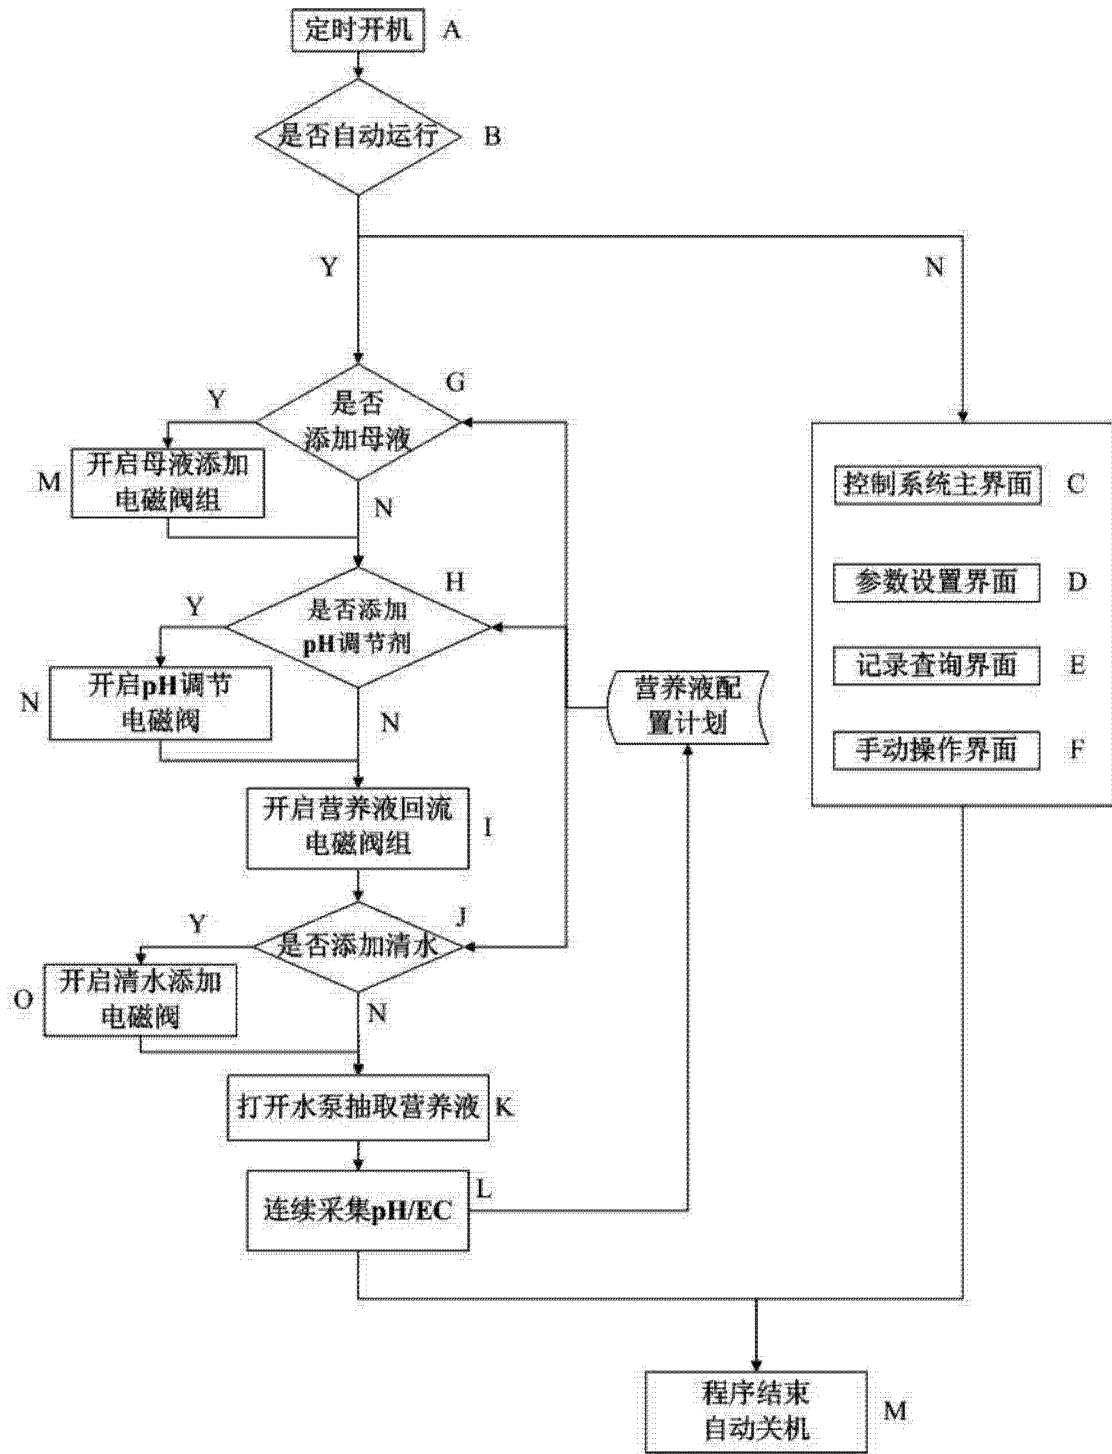 定时开机
A
是否自动运行
B
Y
N
G
是否
添加母液
Y
开启母液添加
电磁阀组
M
N
控制系统主界面
C
参数设置界面
D
记录查询界面
E
手动操作界面
F
H
是否添加
pH调节剂
Y
开启pH调节
电磁阀
N
N
营养液配
置计划
开启营养液回流
电磁阀组
I
J
是否添加清水
Y
开启清水添加
电磁阀
O
N
打开水泵抽取营养液
K
连续采集pH/EC
L
程序结束
自动关机
M